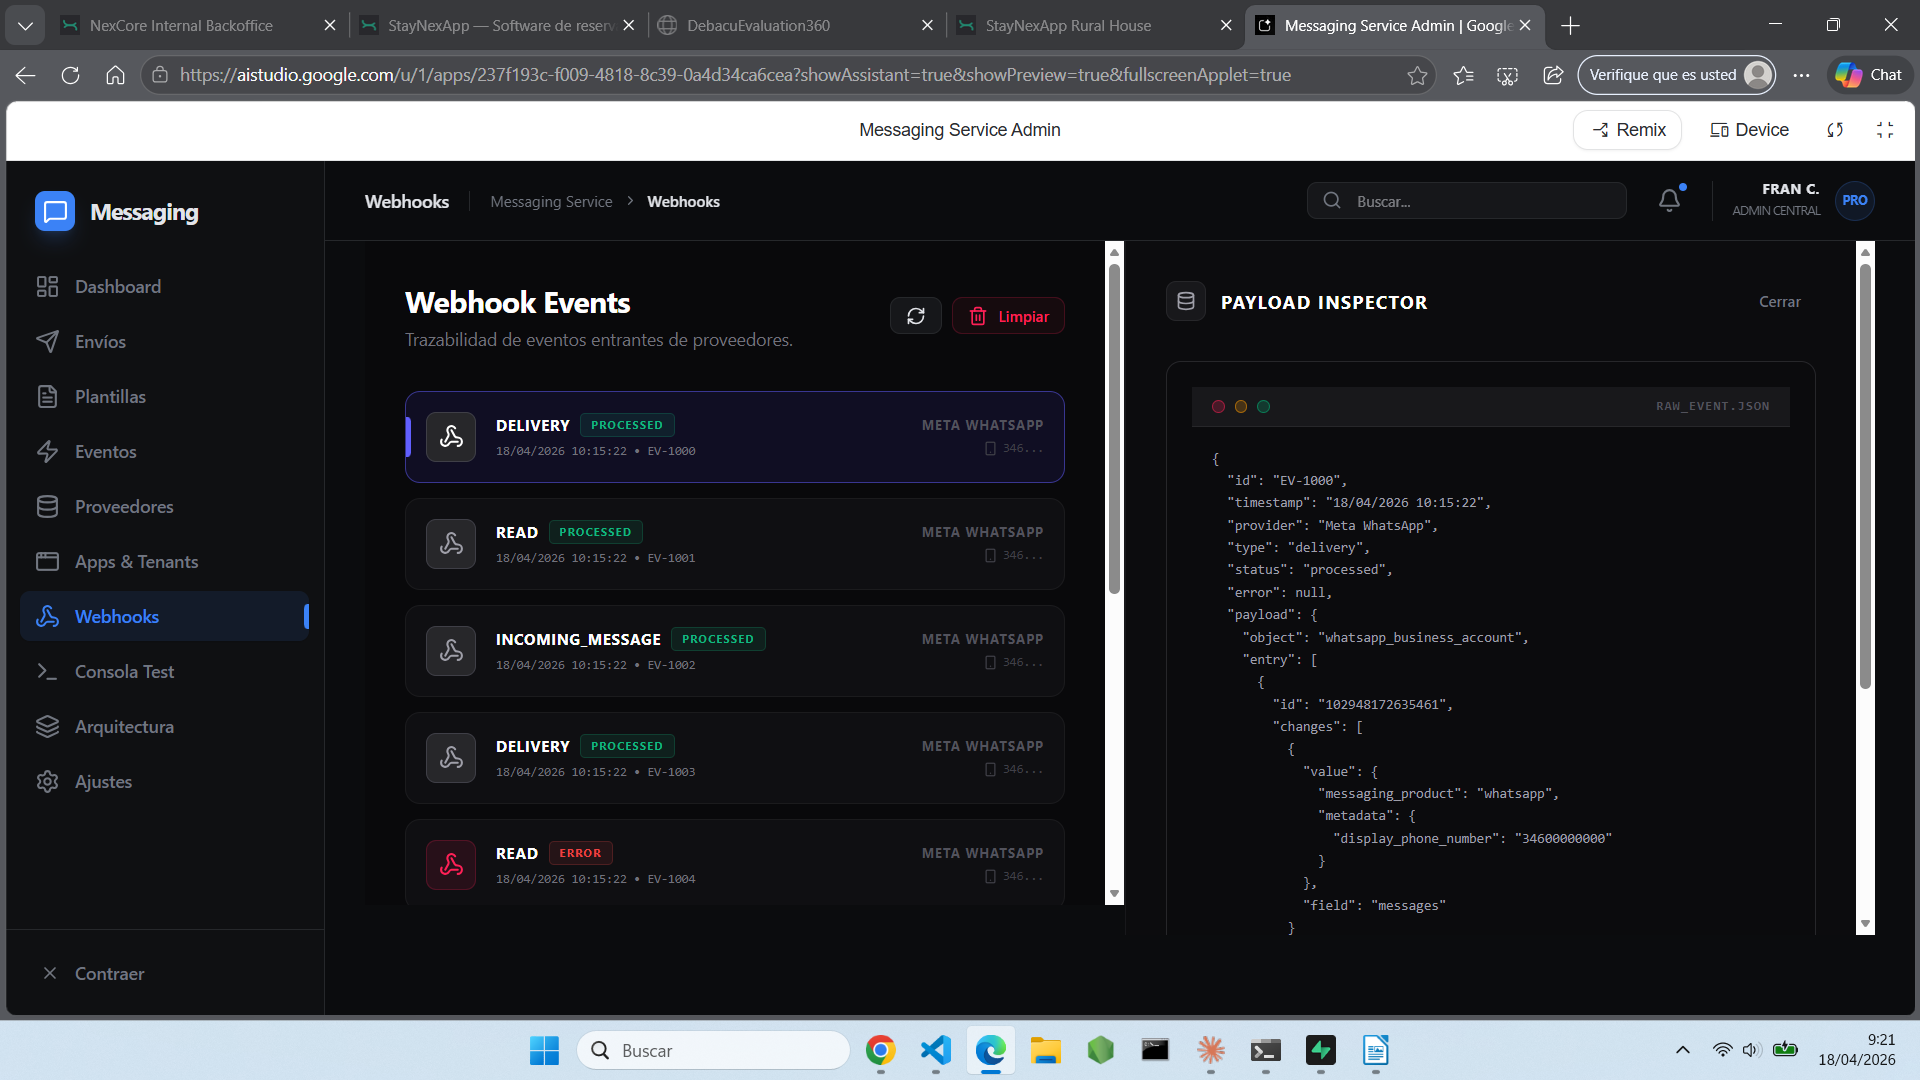 NexCore Internal Backoffice
StayNexApp — Software de reserv
DebacuEvaluation360
StayNexApp Rural House
Messaging Service Admin | Google
https://aistudio.google.com/u/1/apps/237f193c-f009-4818-8c39-0a4d34ca6cea?showAssistant=true&showPreview=true&fullscreenApplet=true
Verifique que es usted
Chat
Messaging Service Admin
Remix
Device
Messaging
Dashboard
Envíos
Plantillas
Eventos
Proveedores
Apps & Tenants
Webhooks
Consola Test
Arquitectura
Ajustes
Contraer
Webhooks
Messaging Service > Webhooks
Buscar...
FRAN C.
ADMIN CENTRAL
PRO
Webhook Events
Trazabilidad de eventos entrantes de proveedores.
Limpiar
DELIVERY PROCESSED
18/04/2026 10:15:22 • EV-1000
META WHATSAPP
346...
READ PROCESSED
18/04/2026 10:15:22 • EV-1001
META WHATSAPP
346...
INCOMING_MESSAGE PROCESSED
18/04/2026 10:15:22 • EV-1002
META WHATSAPP
346...
DELIVERY PROCESSED
18/04/2026 10:15:22 • EV-1003
META WHATSAPP
346...
READ ERROR
18/04/2026 10:15:22 • EV-1004
META WHATSAPP
346...
PAYLOAD INSPECTOR
Cerrar
RAW_EVENT.JSON
{
"id": "EV-1000",
"timestamp": "18/04/2026 10:15:22",
"provider": "Meta WhatsApp",
"type": "delivery",
"status": "processed",
"error": null,
"payload": {
"object": "whatsapp_business_account",
"entry": [
{
"id": "102948172635461",
"changes": [
{
"value": {
"messaging_product": "whatsapp",
"metadata": {
"display_phone_number": "34600000000"
}
},
"field": "messages"
}
Buscar
9:21
18/04/2026